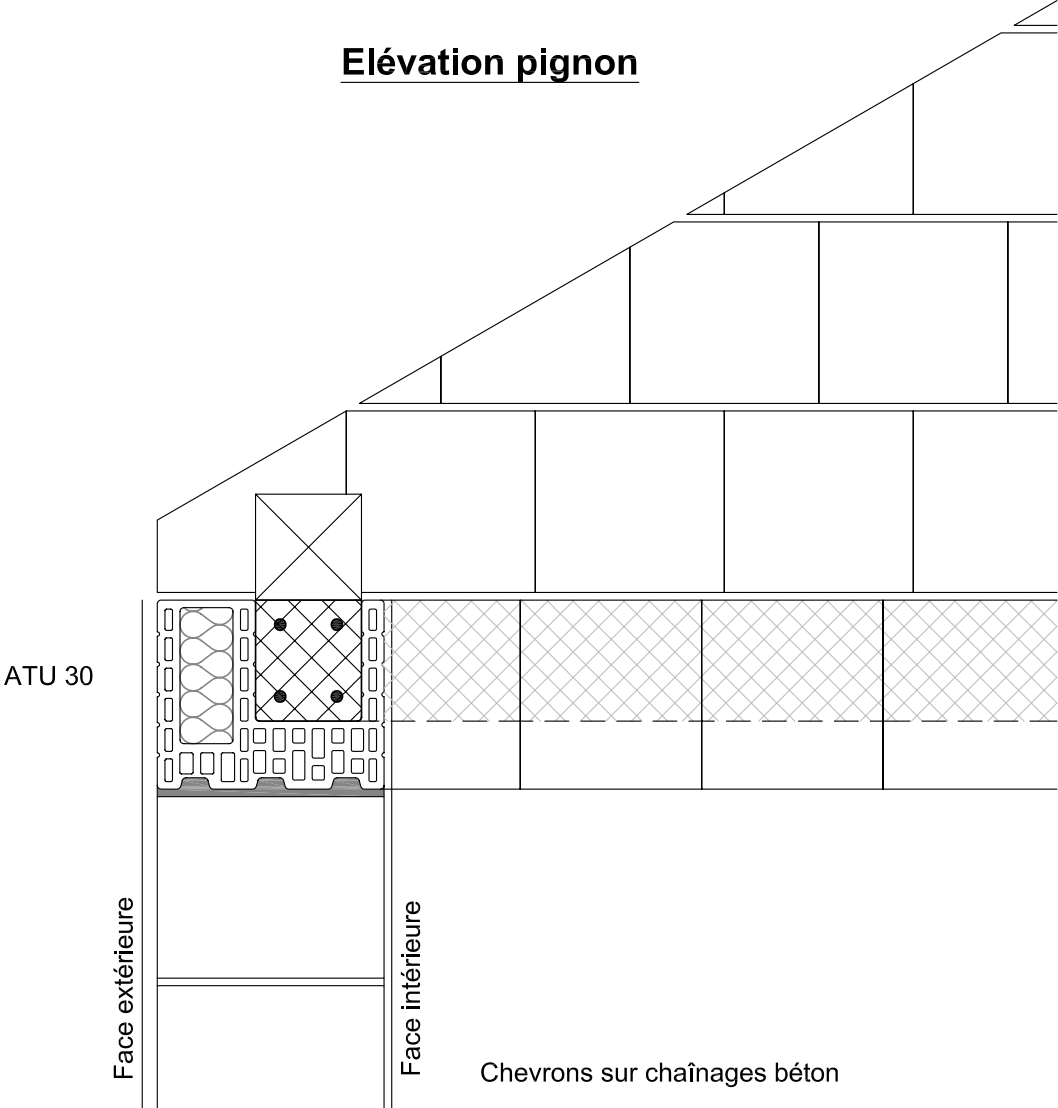 Elévation pignon
ATU 30
Face extérieure
Face intérieure
Chevrons sur chaînages béton